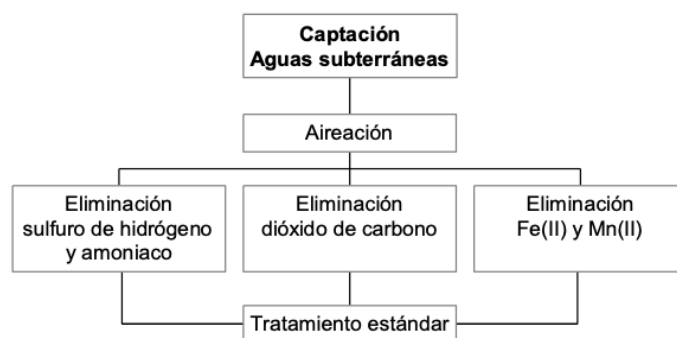 Captación
Aguas subterráneas
Aireación
Eliminación
sulfuro de hidrógeno
y amoniaco
Eliminación
dióxido de carbono
Eliminación
Fe(II) y Mn(II)
Tratamiento estándar